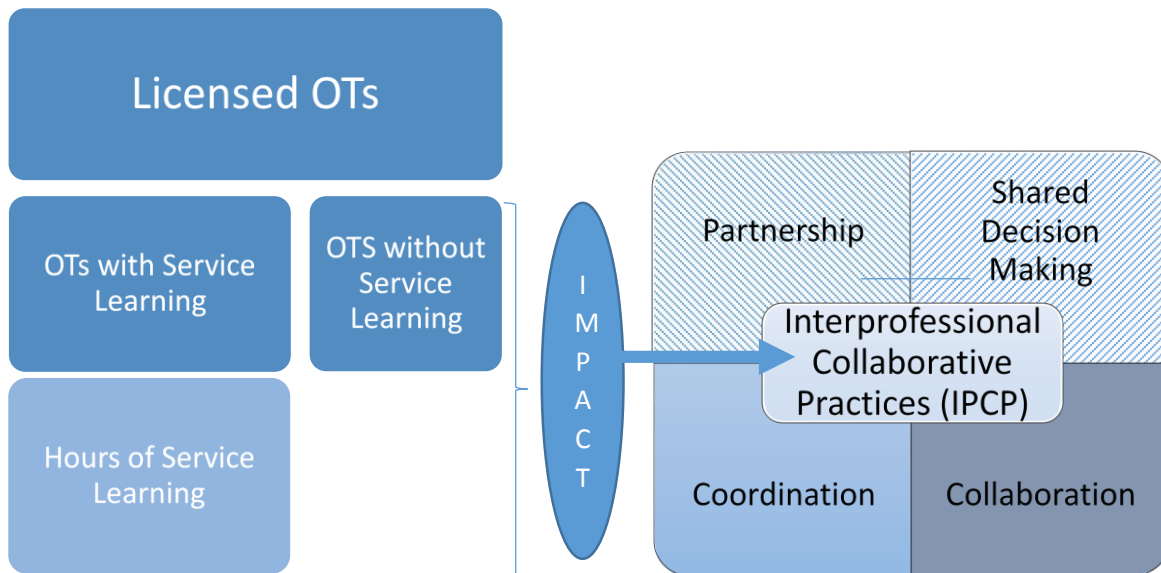 Licensed OTs
OTs with Service
Learning
OTS without
Service
Learning
Hours of Service
Learning
I
M
P
A
C
T
Partnership
Shared
Decision
Making
Interprofessional
Collaborative
Practices (IPCP)
Coordination
Collaboration